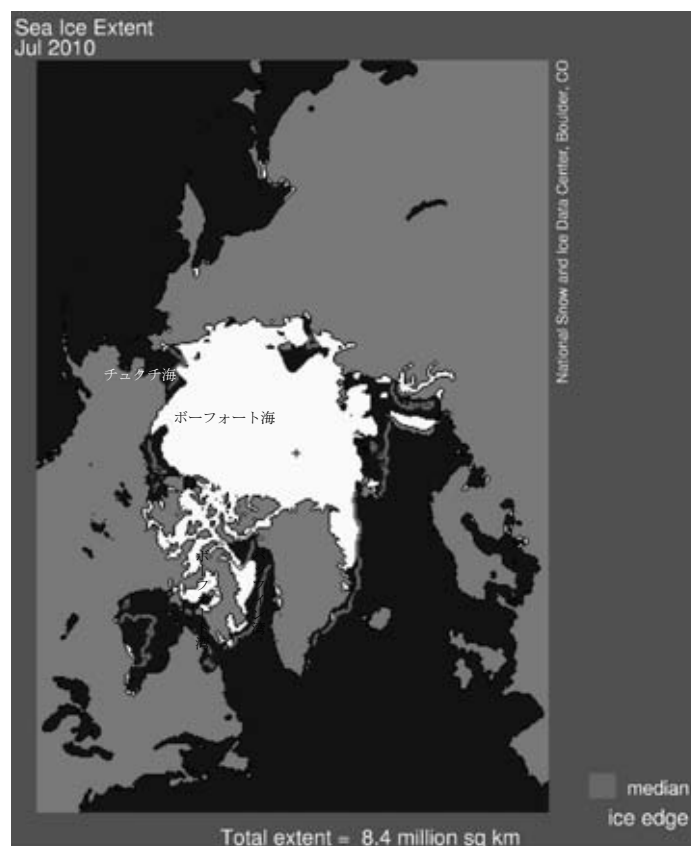 Sea Ice Extent
Jul 2010
National Snow and Ice Data Center, Boulder, CO
チュクチ海
ボーフォート海
median
ice edge
Total extent = 8.4 million sq km